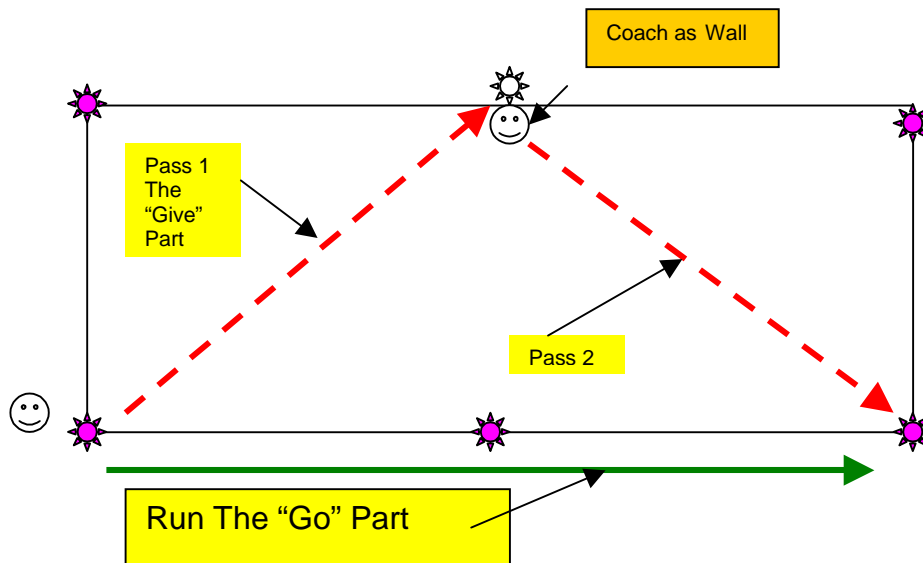 Coach as Wall
Pass 1
The
“Give”
Part
Pass 2
Run The “Go” Part